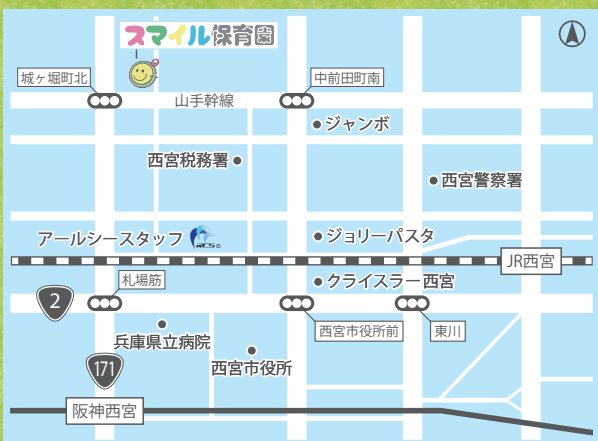 スマイル保育園
城ヶ堀町北
中前田町南
山手幹線
ジャンボ
西宮税務署
西宮警察署
アールシースタッフ
RCS
ジョリーパスタ
JR西宮
札場筋
クライスラー西宮
2
兵庫県立病院
西宮市役所前
東川
西宮市役所
171
阪神西宮